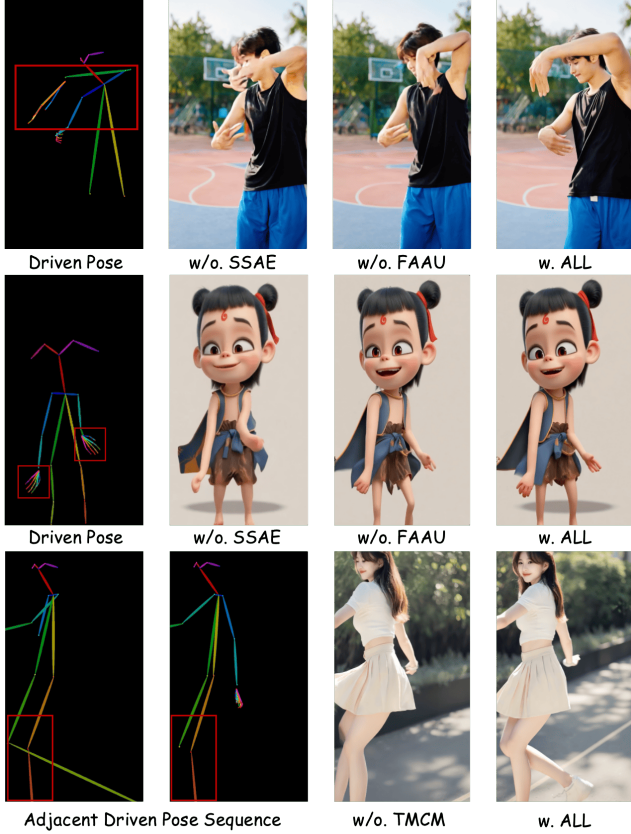 Driven Pose w/o. SSAE w/o. FAAU w. ALL
Driven Pose w/o. SSAE w/o. FAAU w. ALL
Adjacent Driven Pose Sequence w/o. TMCM w. ALL